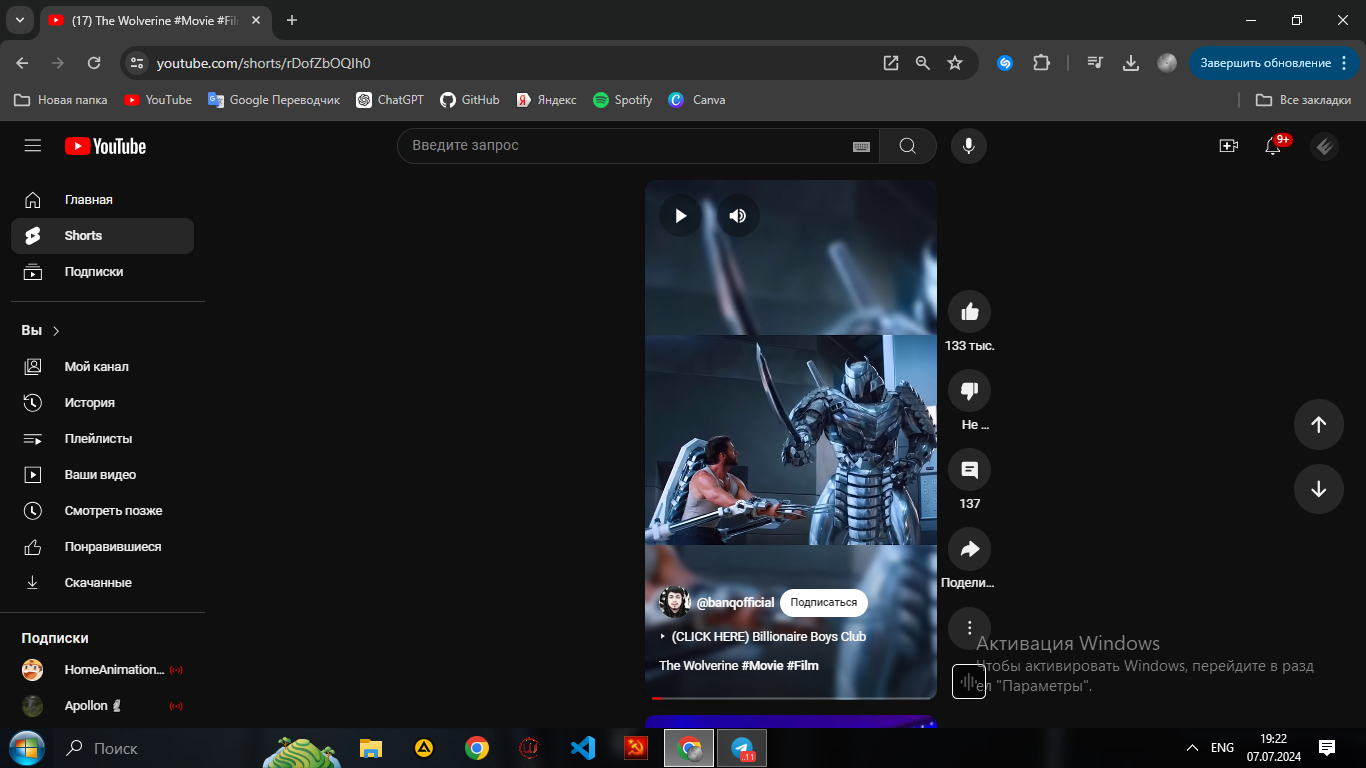 (17) The Wolverine #Movie #Fil
youtube.com/shorts/rDofZbOQIh0
Завершить обновление
Новая папка
YouTube
Google Переводчик
ChatGPT
GitHub
Яндекс
Spotify
Canva
Все закладки
YouTube
Введите запрос
9+
Главная
Shorts
Подписки
Вы
Мой канал
История
Плейлисты
Ваши видео
Смотреть позже
Понравившиеся
Скачанные
Подписки
HomeAnimation...
Apollon
133 тыс.
Не ...
137
Подели...
@banqofficial
Подписаться
(CLICK HERE) Billionaire Boys Club
The Wolverine #Movie #Film
Активация Windows
Чтобы активировать Windows, перейдите в разд
ел "Параметры".
Поиск
..11
ENG
19:22
07.07.2024